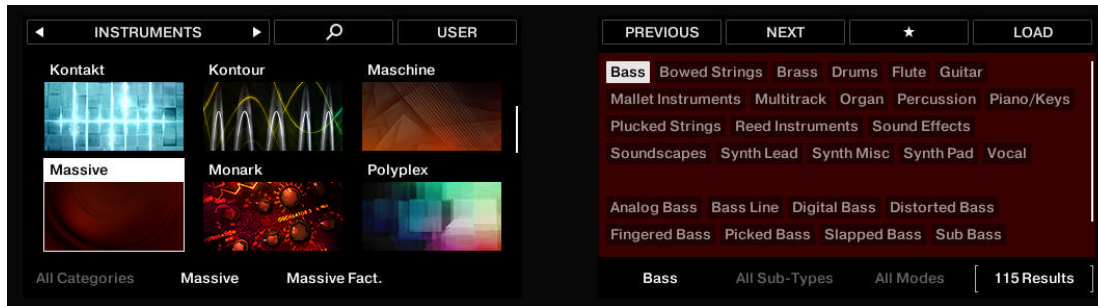 INSTRUMENTS USER
Kontakt Kontour Maschine
Massive Monark Polyplex
All Categories Massive Massive Fact.
PREVIOUS NEXT ★ LOAD
Bass Bowed Strings Brass Drums Flute Guitar
Mallet Instruments Multitrack Organ Percussion Piano/Keys
Plucked Strings Reed Instruments Sound Effects
Soundscapes Synth Lead Synth Misc Synth Pad Vocal
Analog Bass Bass Line Digital Bass Distorted Bass
Fingered Bass Picked Bass Slapped Bass Sub Bass
Bass All Sub-Types All Modes 115 Results